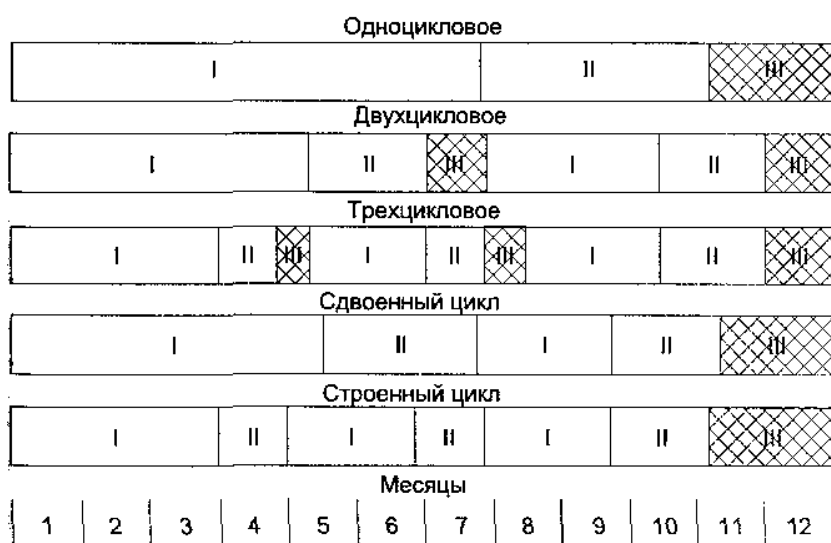 Одноцикловое
I II III
Двухцикловое
I II III I II III
Трехцикловое
I II III I II III I II III
Сдвоенный цикл
I II I II III
Строенный цикл
I II I II I II III
Месяцы
1 2 3 4 5 6 7 8 9 10 11 12